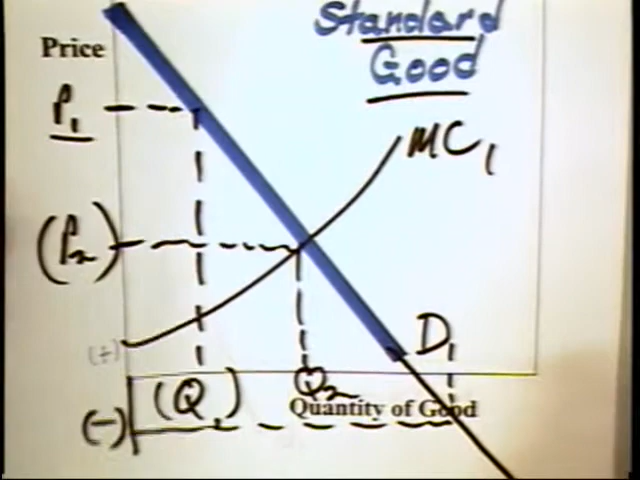 Standard
Good
Price
P1
MC1
(P2)
D1
(+)
(Q1)
Q2
Quantity of Good
(-)